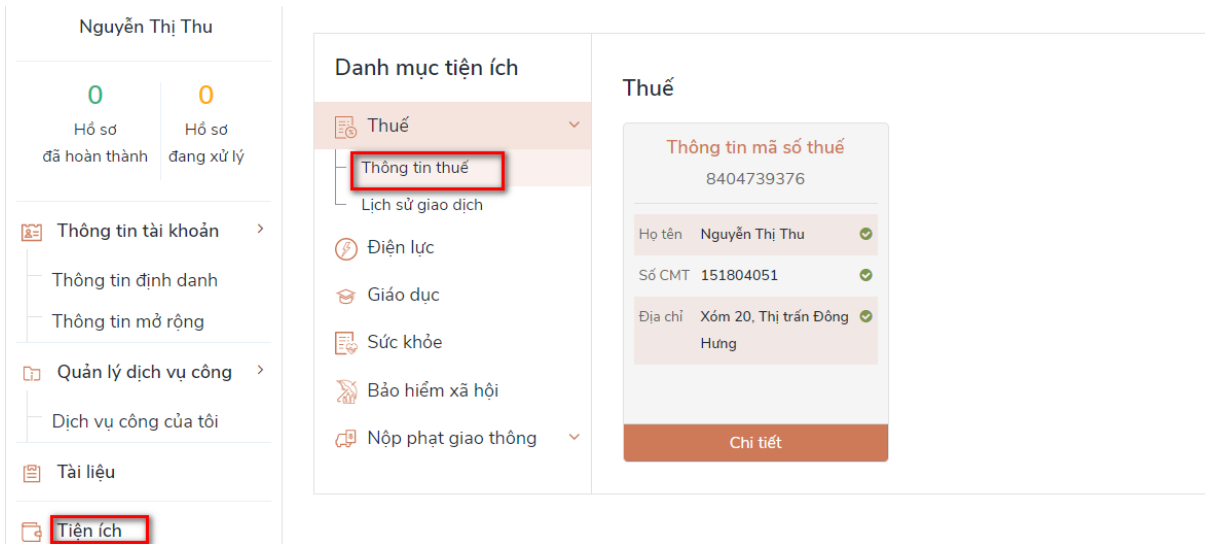 Nguyễn Thị Thu
0
0
Hồ sơ
đã hoàn thành
Hồ sơ
đang xử lý
Thông tin tài khoản
Thông tin định danh
Thông tin mở rộng
Quản lý dịch vụ công
Dịch vụ công của tôi
Tài liệu
Tiện ích
Danh mục tiện ích
Thuế
Thông tin thuế
Lịch sử giao dịch
Điện lực
Giáo dục
Sức khỏe
Bảo hiểm xã hội
Nộp phạt giao thông
Thuế
Thông tin mã số thuế
8404739376
Họ tên Nguyễn Thị Thu
Số CMT 151804051
Địa chỉ Xóm 20, Thị trấn Đông
Hưng
Chi tiết